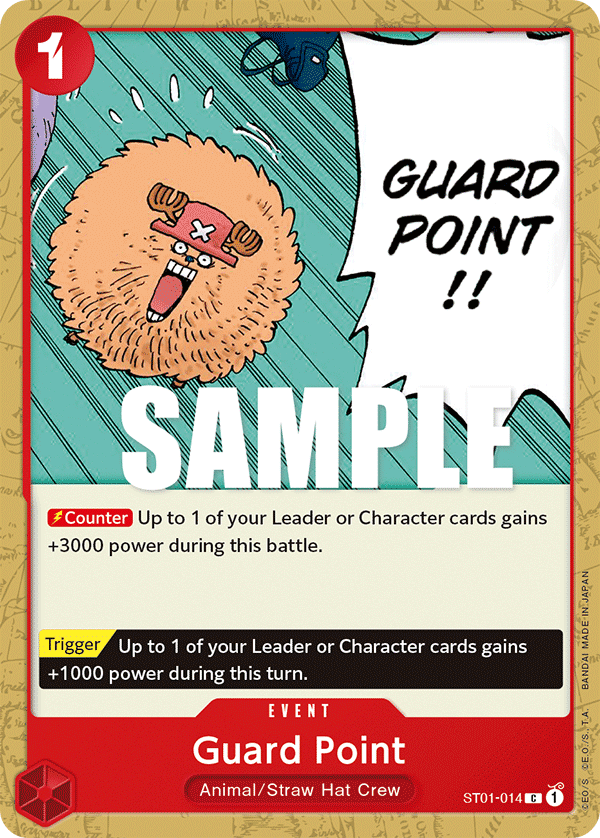 1
GUARD
POINT
!!
SAMPLE
Counter Up to 1 of your Leader or Character cards gains
+3000 power during this battle.
Trigger Up to 1 of your Leader or Character cards gains
+1000 power during this turn.
EVENT
Guard Point
Animal/Straw Hat Crew
ST01-014 C 1
©E.O./S.,T.A. BANDAI MADE IN JAPAN